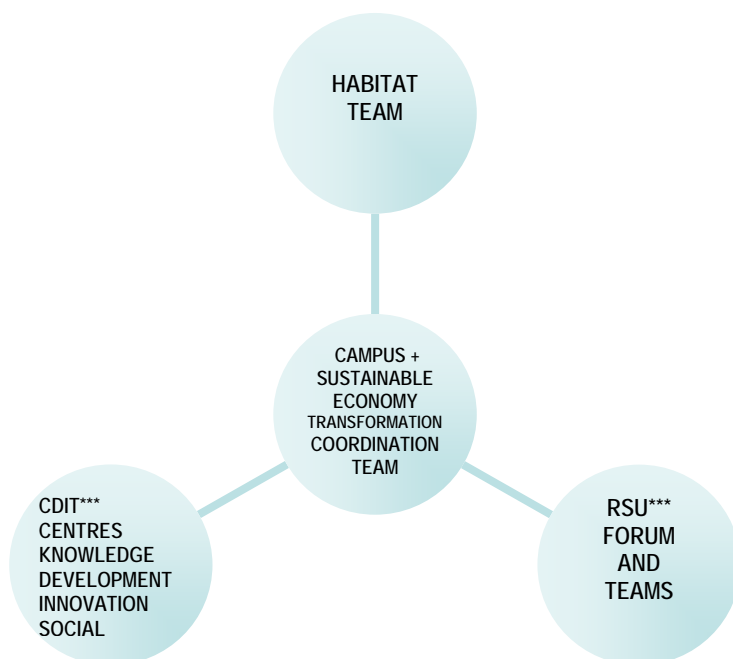 HABITAT
TEAM
CAMPUS +
SUSTAINABLE
ECONOMY
TRANSFORMATION
COORDINATION
TEAM
CDIT***
CENTRES
KNOWLEDGE
DEVELOPMENT
INNOVATION
SOCIAL
RSU***
FORUM
AND
TEAMS